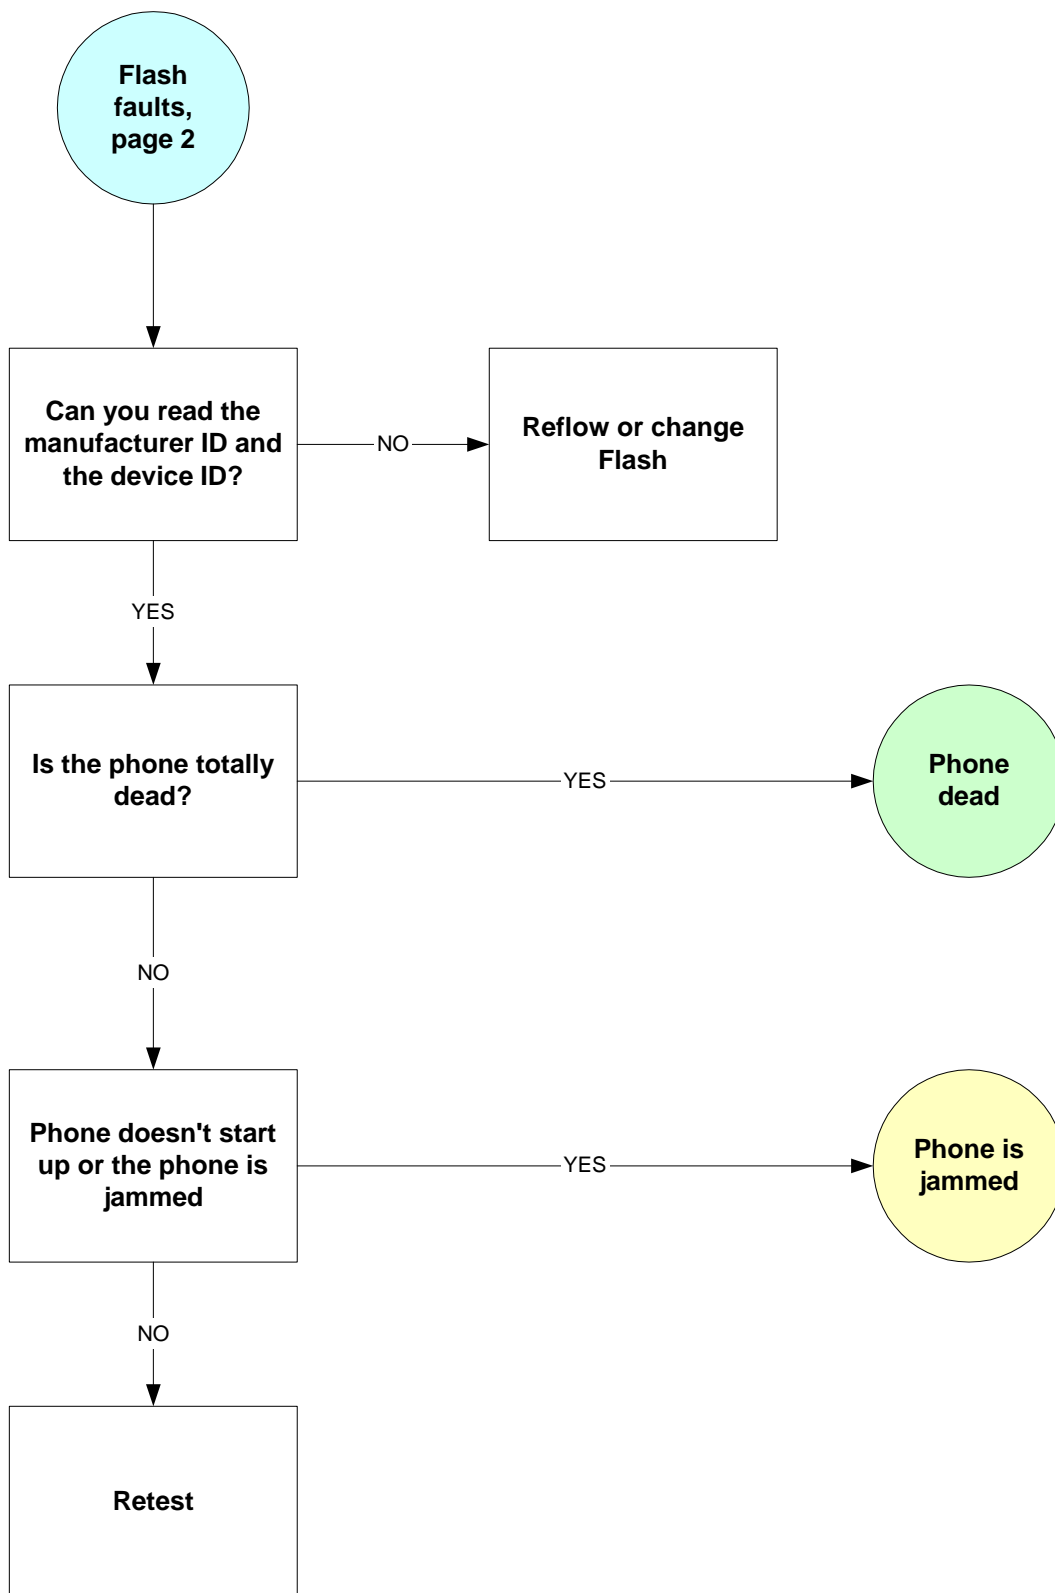 Flash
faults,
page 2
Can you read the
manufacturer ID and
the device ID?
NO
Reflow or change
Flash
YES
Is the phone totally
dead?
YES
Phone
dead
NO
Phone doesn't start
up or the phone is
jammed
YES
Phone is
jammed
NO
Retest